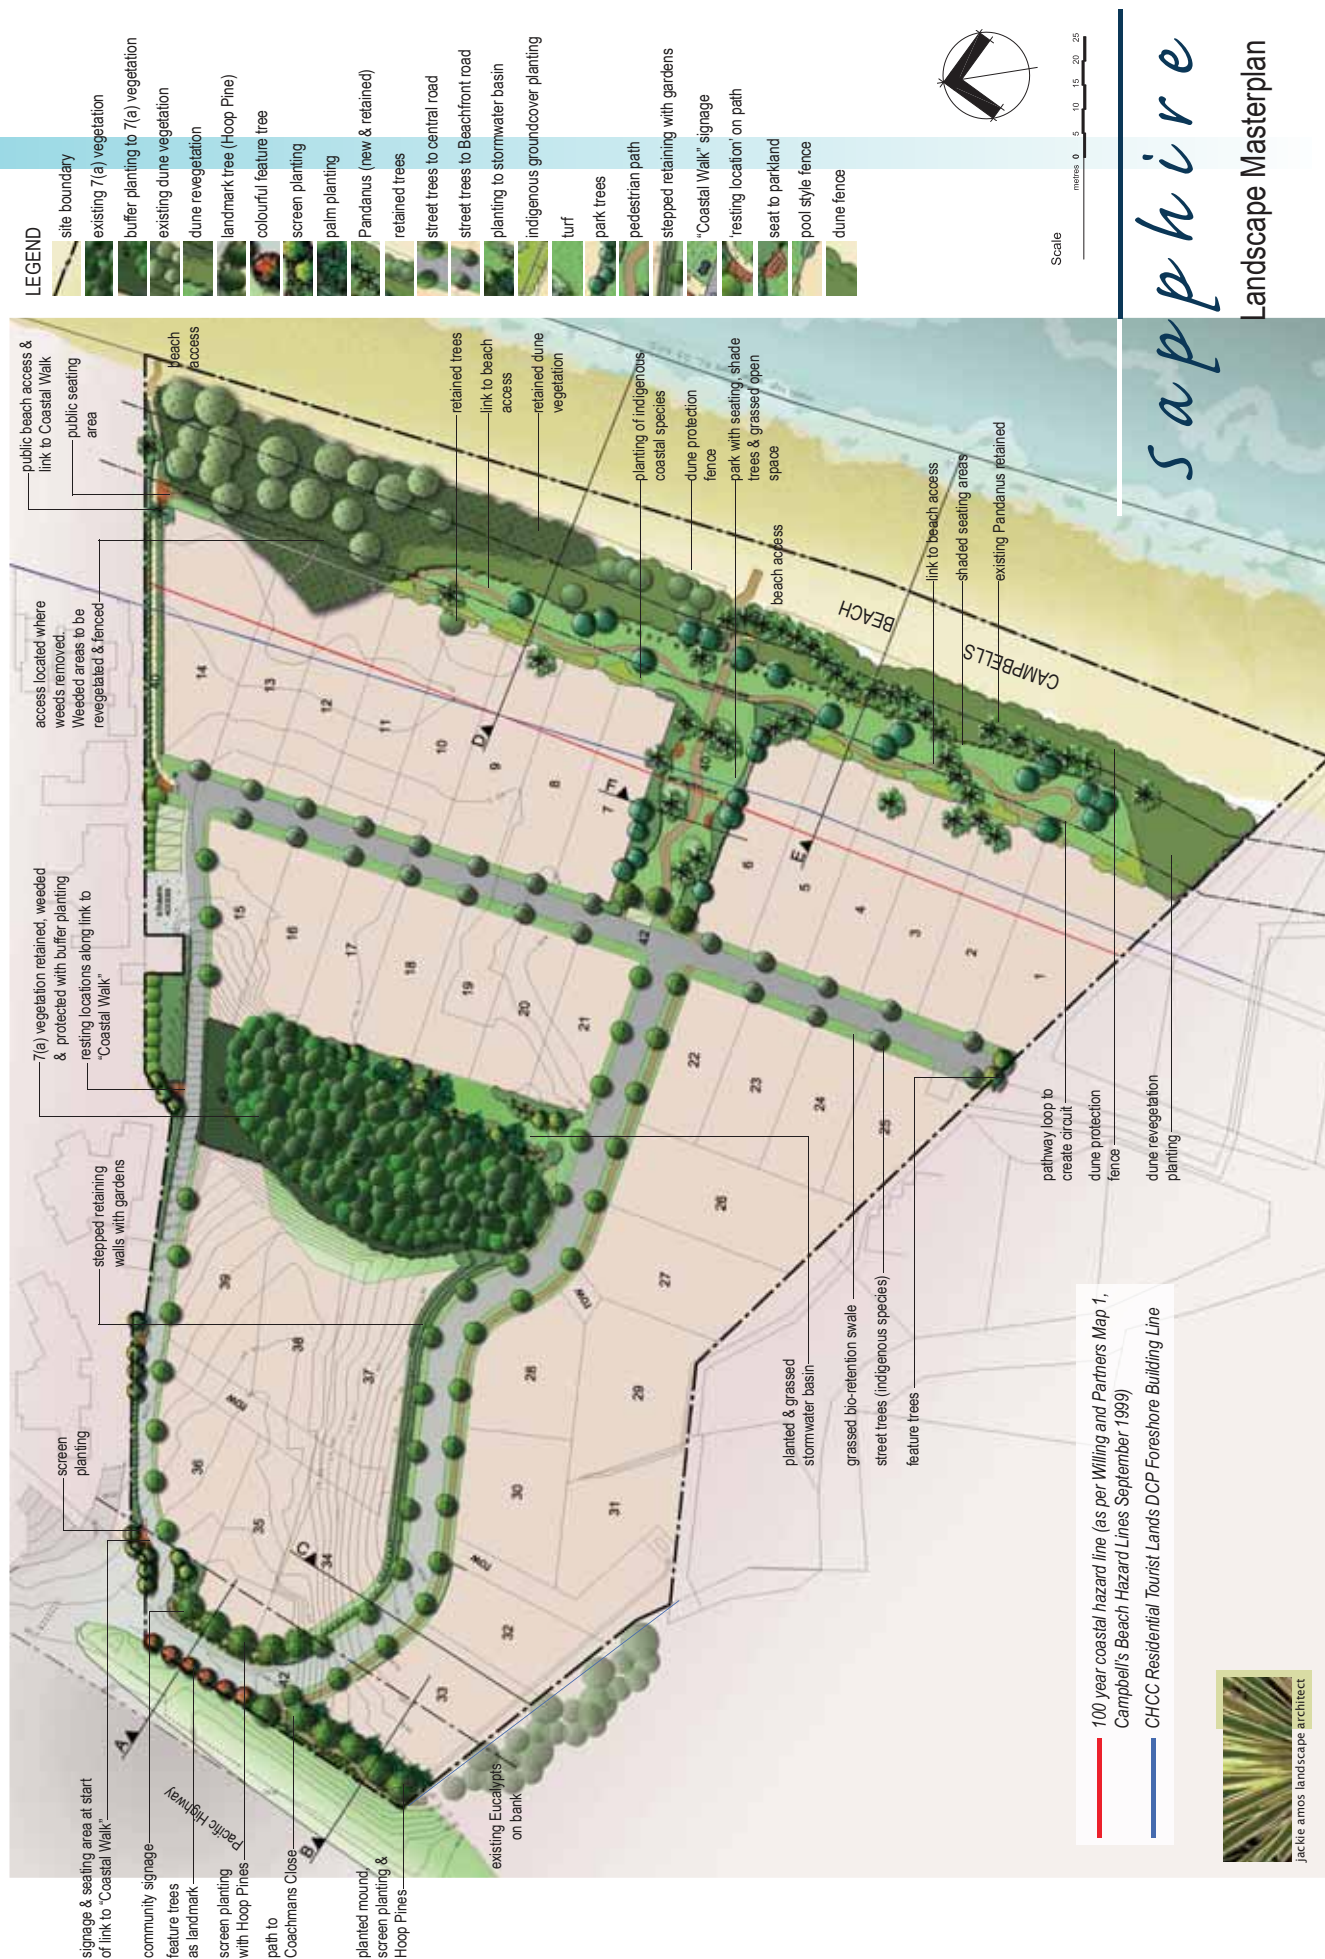 LEGEND
site boundary
existing 7(a) vegetation
buffer planting to 7(a) vegetation
existing dune vegetation
dune revegetation
landmark tree (Hoop Pine)
colourful feature tree
screen planting
palm planting
Pandanus (new & retained)
retained trees
street trees to central road
street trees to Beachfront road
planting to stormwater basin
indigenous groundcover planting
turf
park trees
pedestrian path
stepped retaining with gardens
"Coastal Walk" signage
'resting location' on path
seat to parkland
pool style fence
dune fence
Scale
metres 0 5 10 15 20 25
sapphire
Landscape Masterplan
signage & seating area at start
of link to "Coastal Walk"
community signage
feature trees
as landmark
screen planting
with Hoop Pines
path to
Coachmans Close
planted mound,
screen planting &
Hoop Pines
existing Eucalypts
on bank
screen
planting
stepped retaining
walls with gardens
7(a) vegetation retained, weeded
& protected with buffer planting
resting locations along link to
"Coastal Walk"
access located where
weeds removed.
Weeded areas to be
revegetated & fenced
public beach access &
link to Coastal Walk
public seating
area
beach
access
retained trees
link to beach
access
retained dune
vegetation
planting of indigenous
coastal species
dune protection
fence
park with seating, shade
trees & grassed open
space
beach access
link to beach access
shaded seating areas
existing Pandanus retained
CAMPBELLS
BEACH
planted & grassed
stormwater basin
grassed bio-retention swale
street trees (indigenous species)
feature trees
pathway loop to
create circuit
dune protection
fence
dune revegetation
planting
Pacific Highway
A
B
C
D
E
F
1
2
3
4
5
6
7
8
9
10
11
12
13
14
15
16
17
18
19
20
21
22
23
24
25
26
27
28
29
30
31
32
33
34
35
36
37
38
39
40
42
42
row
row
row
100 year coastal hazard line (as per Willing and Partners Map 1,
Campbell's Beach Hazard Lines September 1999)
CHCC Residential Tourist Lands DCP Foreshore Building Line
jackie amos landscape architect